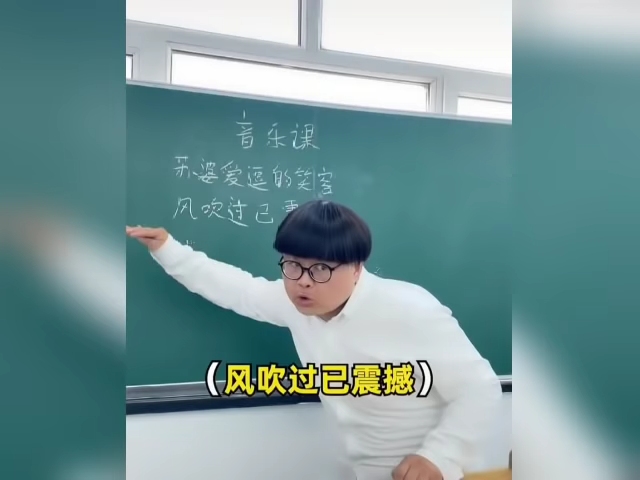 音乐课
苏婆爱逗的笑容
风吹过已震
（风吹过已震撼）